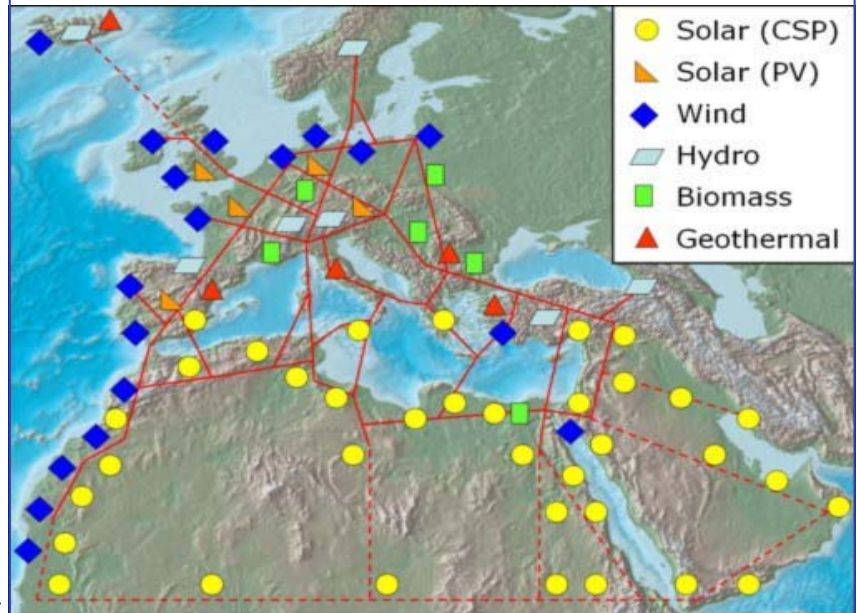 Solar (CSP)
Solar (PV)
Wind
Hydro
Biomass
Geothermal